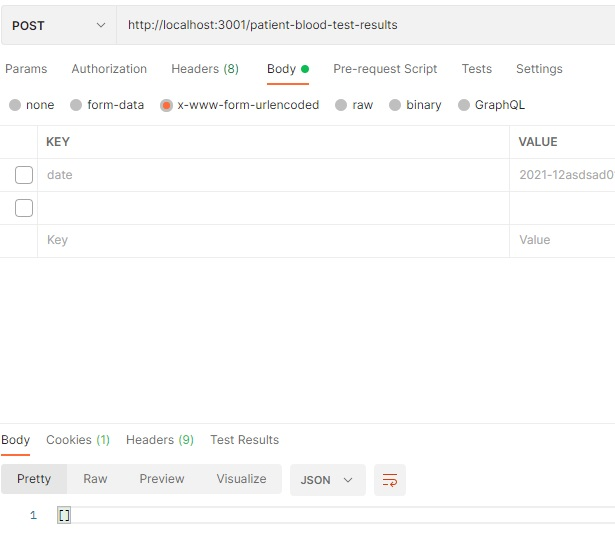 POST http://localhost:3001/patient-blood-test-results
Params Authorization Headers (8) Body Pre-request Script Tests Settings
none form-data x-www-form-urlencoded raw binary GraphQL
KEY VALUE
date 2021-12asdsad0
Key Value
Body Cookies (1) Headers (9) Test Results
Pretty Raw Preview Visualize JSON
1 []